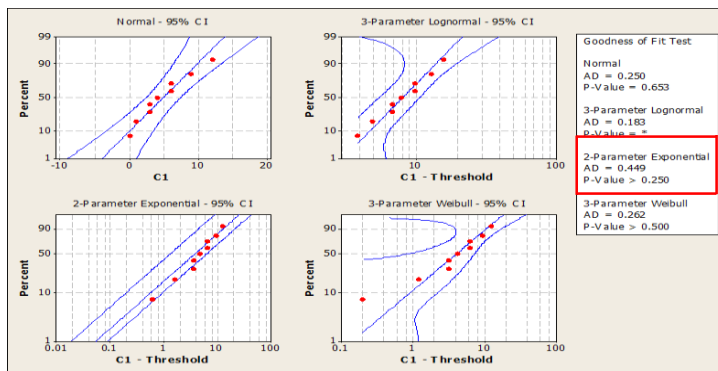 Normal - 95% CI
99
90
50
10
1
Percent
-10
0
10
20
C1
3-Parameter Lognormal - 95% CI
99
90
50
10
1
Percent
10
100
C1 - Threshold
2-Parameter Exponential - 95% CI
90
50
10
1
Percent
0.01
0.1
1
10
100
C1 - Threshold
3-Parameter Weibull - 95% CI
90
50
10
1
Percent
0.1
1
10
100
C1 - Threshold
Goodness of Fit Test
Normal
AD = 0.250
P-Value = 0.653
3-Parameter Lognormal
AD = 0.183
P-Value = *
2-Parameter Exponential
AD = 0.449
P-Value > 0.250
3-Parameter Weibull
AD = 0.262
P-Value > 0.500